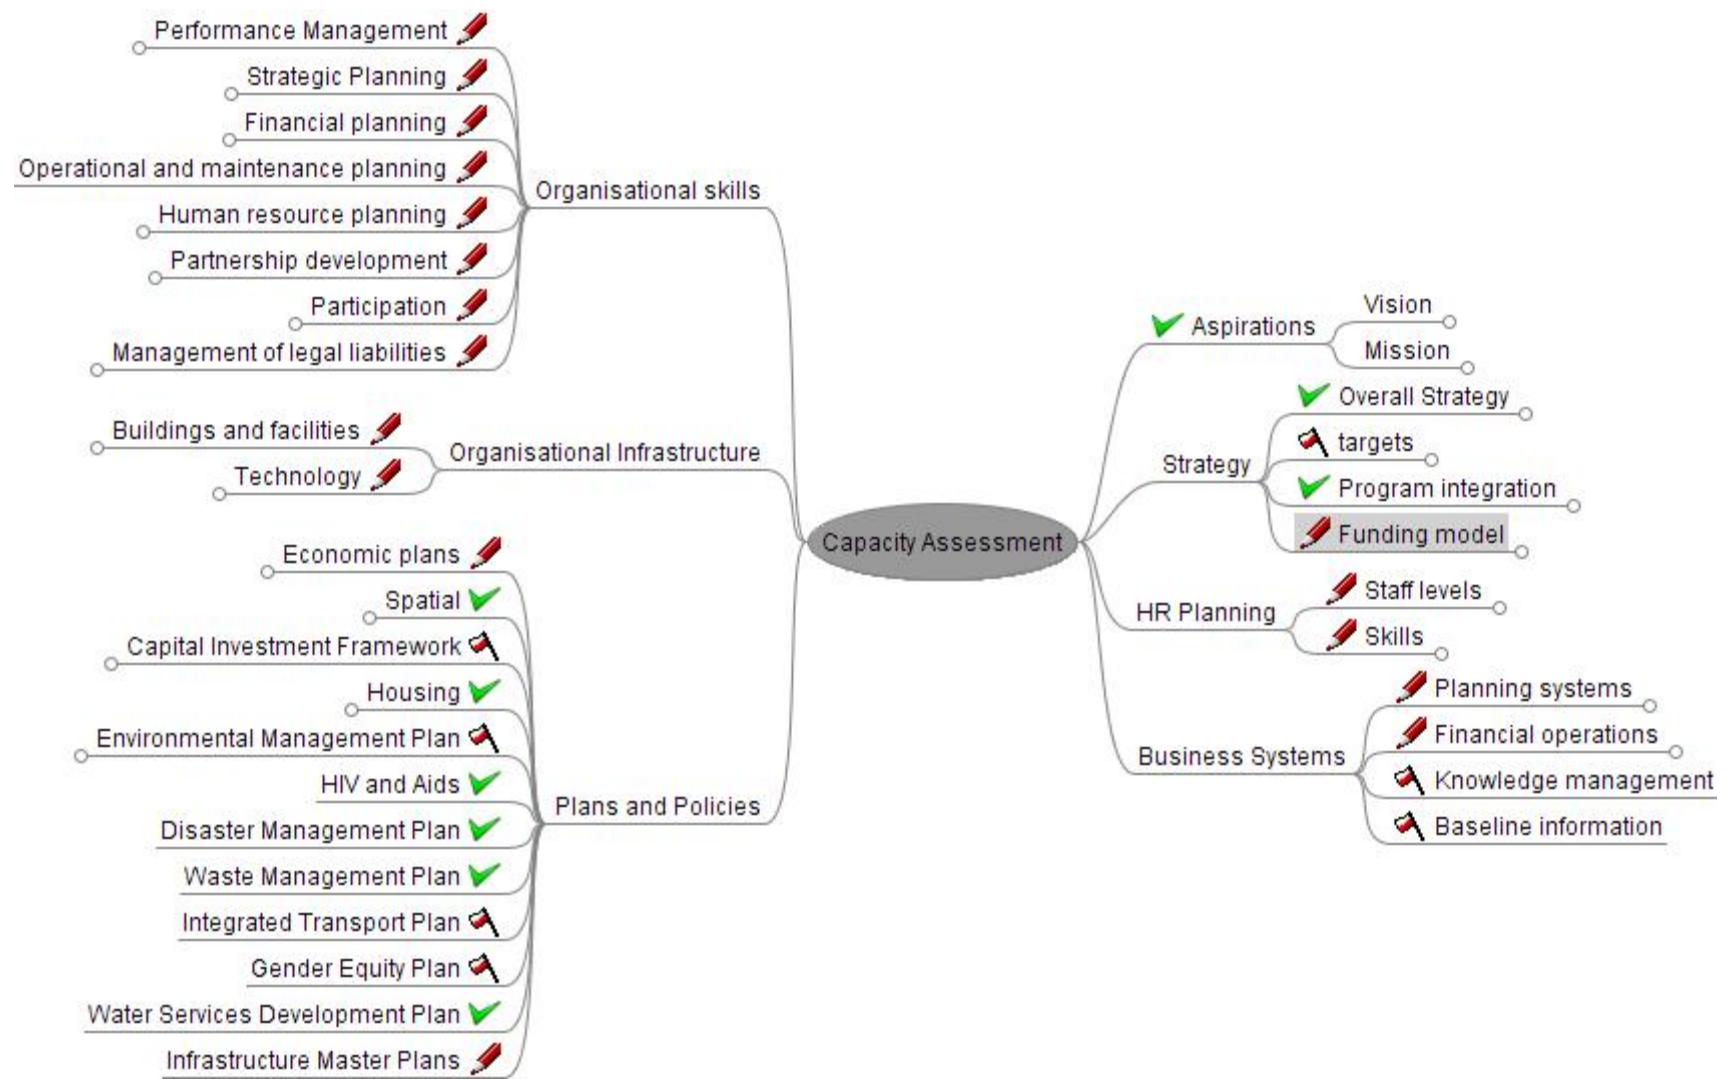 Performance Management
Strategic Planning
Financial planning
Operational and maintenance planning
Human resource planning
Partnership development
Participation
Management of legal liabilities
Organisational skills
Buildings and facilities
Technology
Organisational Infrastructure
Economic plans
Spatial
Capital Investment Framework
Housing
Environmental Management Plan
HIV and Aids
Disaster Management Plan
Waste Management Plan
Integrated Transport Plan
Gender Equity Plan
Water Services Development Plan
Infrastructure Master Plans
Plans and Policies
Capacity Assessment
Aspirations
Vision
Mission
Strategy
Overall Strategy
targets
Program integration
Funding model
HR Planning
Staff levels
Skills
Business Systems
Planning systems
Financial operations
Knowledge management
Baseline information